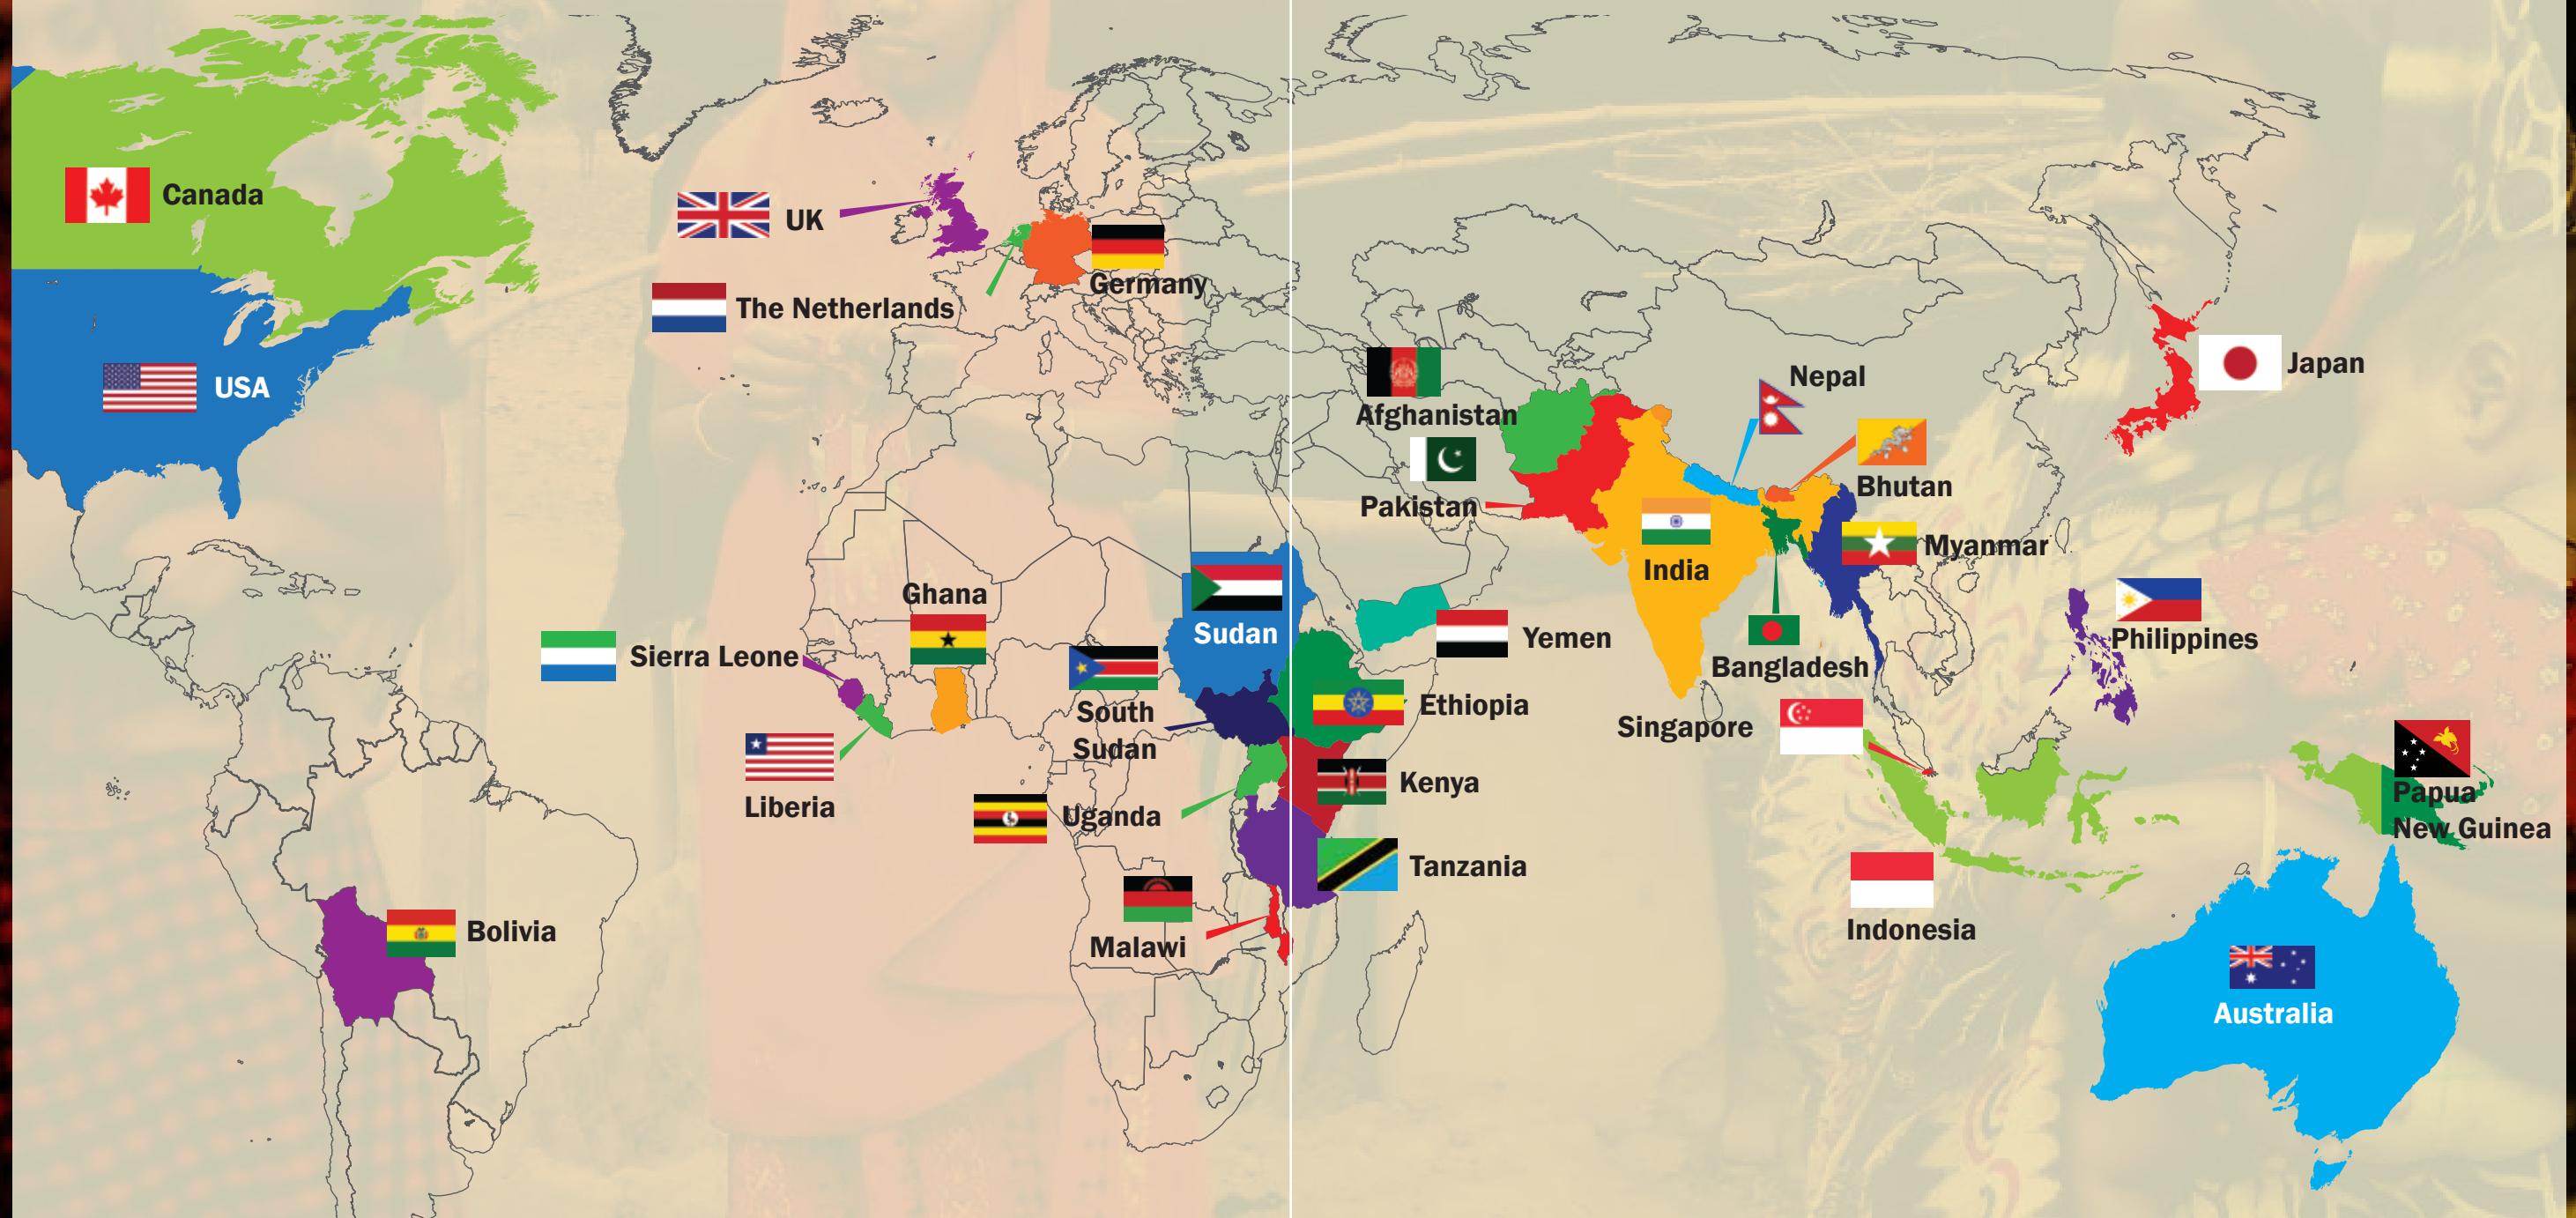 Canada
USA
UK
The Netherlands
Germany
Afghanistan
Pakistan
Nepal
Bhutan
Japan
India
Myanmar
Bangladesh
Philippines
Ghana
Sierra Leone
Liberia
Sudan
South
Sudan
Yemen
Ethiopia
Kenya
Uganda
Tanzania
Malawi
Singapore
Indonesia
Papua
New Guinea
Bolivia
Australia